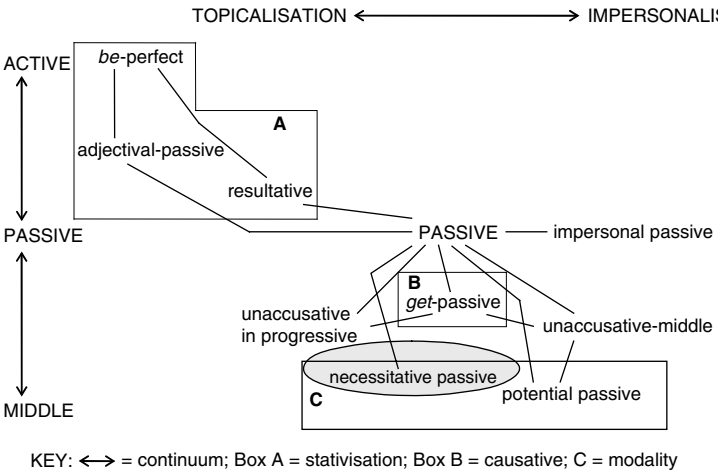 TOPICALISATION IMPERSONALIS
ACTIVE be-perfect
A
adjectival-passive
resultative
PASSIVE PASSIVE impersonal passive
B
get-passive
unaccusative
in progressive
unaccusative-middle
necessitative passive
potential passive
C
MIDDLE
KEY: ↔ = continuum; Box A = stativisation; Box B = causative; C = modality